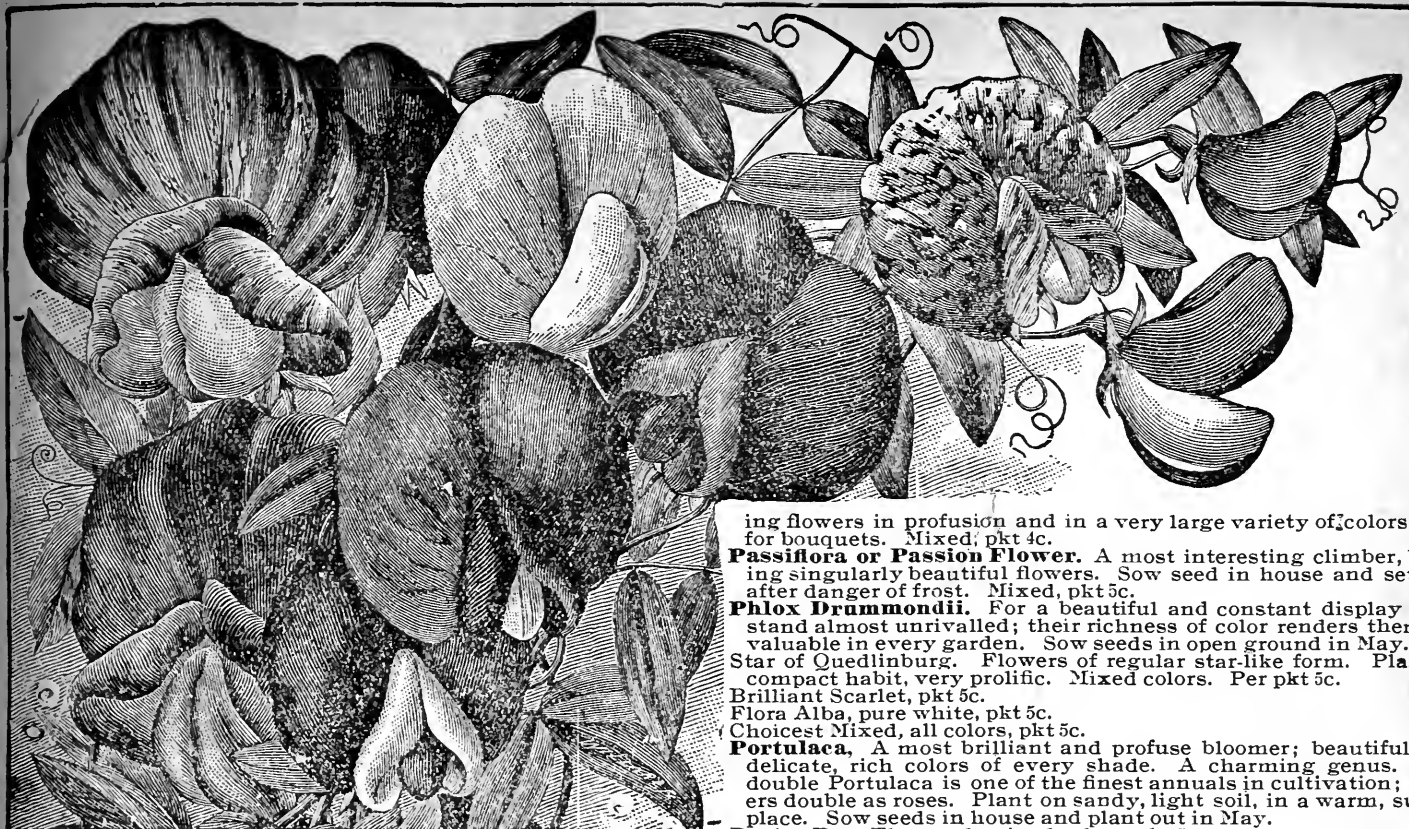 ing flowers in profusion and in a very large variety of colors
for bouquets. Mixed, pkt 4c.
Passiflora or Passion Flower. A most interesting climber,
ing singularly beautiful flowers. Sow seed in house and se
after danger of frost. Mixed, pkt 5c.
Phlox Drummondii. For a beautiful and constant display
stand almost unrivalled; their richness of color renders ther
valuable in every garden. Sow seeds in open ground in May.
Star of Quedlinburg. Flowers of regular star-like form. Pla
compact habit, very prolific. Mixed colors. Per pkt 5c.
Brilliant Scarlet, pkt 5c.
Flora Alba, pure white, pkt 5c.
Choicest Mixed, all colors, pkt 5c.
Portulaca, A most brilliant and profuse bloomer; beautiful
delicate, rich colors of every shade. A charming genus.
double Portulaca is one of the finest annuals in cultivation;
ers double as roses. Plant on sandy, light soil, in a warm, su
place. Sow seeds in house and plant out in May.